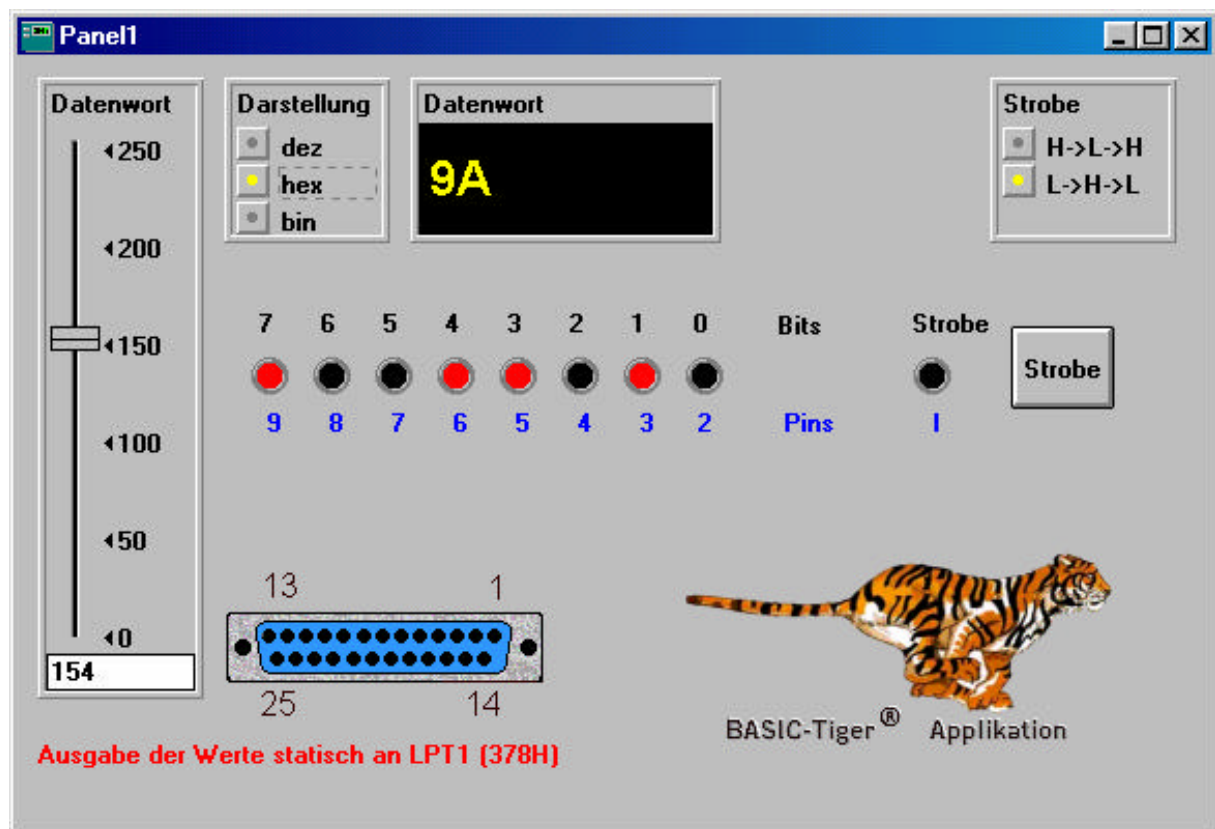 Panel1
Datenwort
250
200
150
100
50
0
154
Darstellung
dez
hex
bin
Datenwort
9A
Strobe
H->L->H
L->H->L
7 6 5 4 3 2 1 0 Bits Strobe
Strobe
9 8 7 6 5 4 3 2 Pins I
13 1
25 14
BASIC-Tiger® Applikation
Ausgabe der Werte statisch an LPT1 (378H)